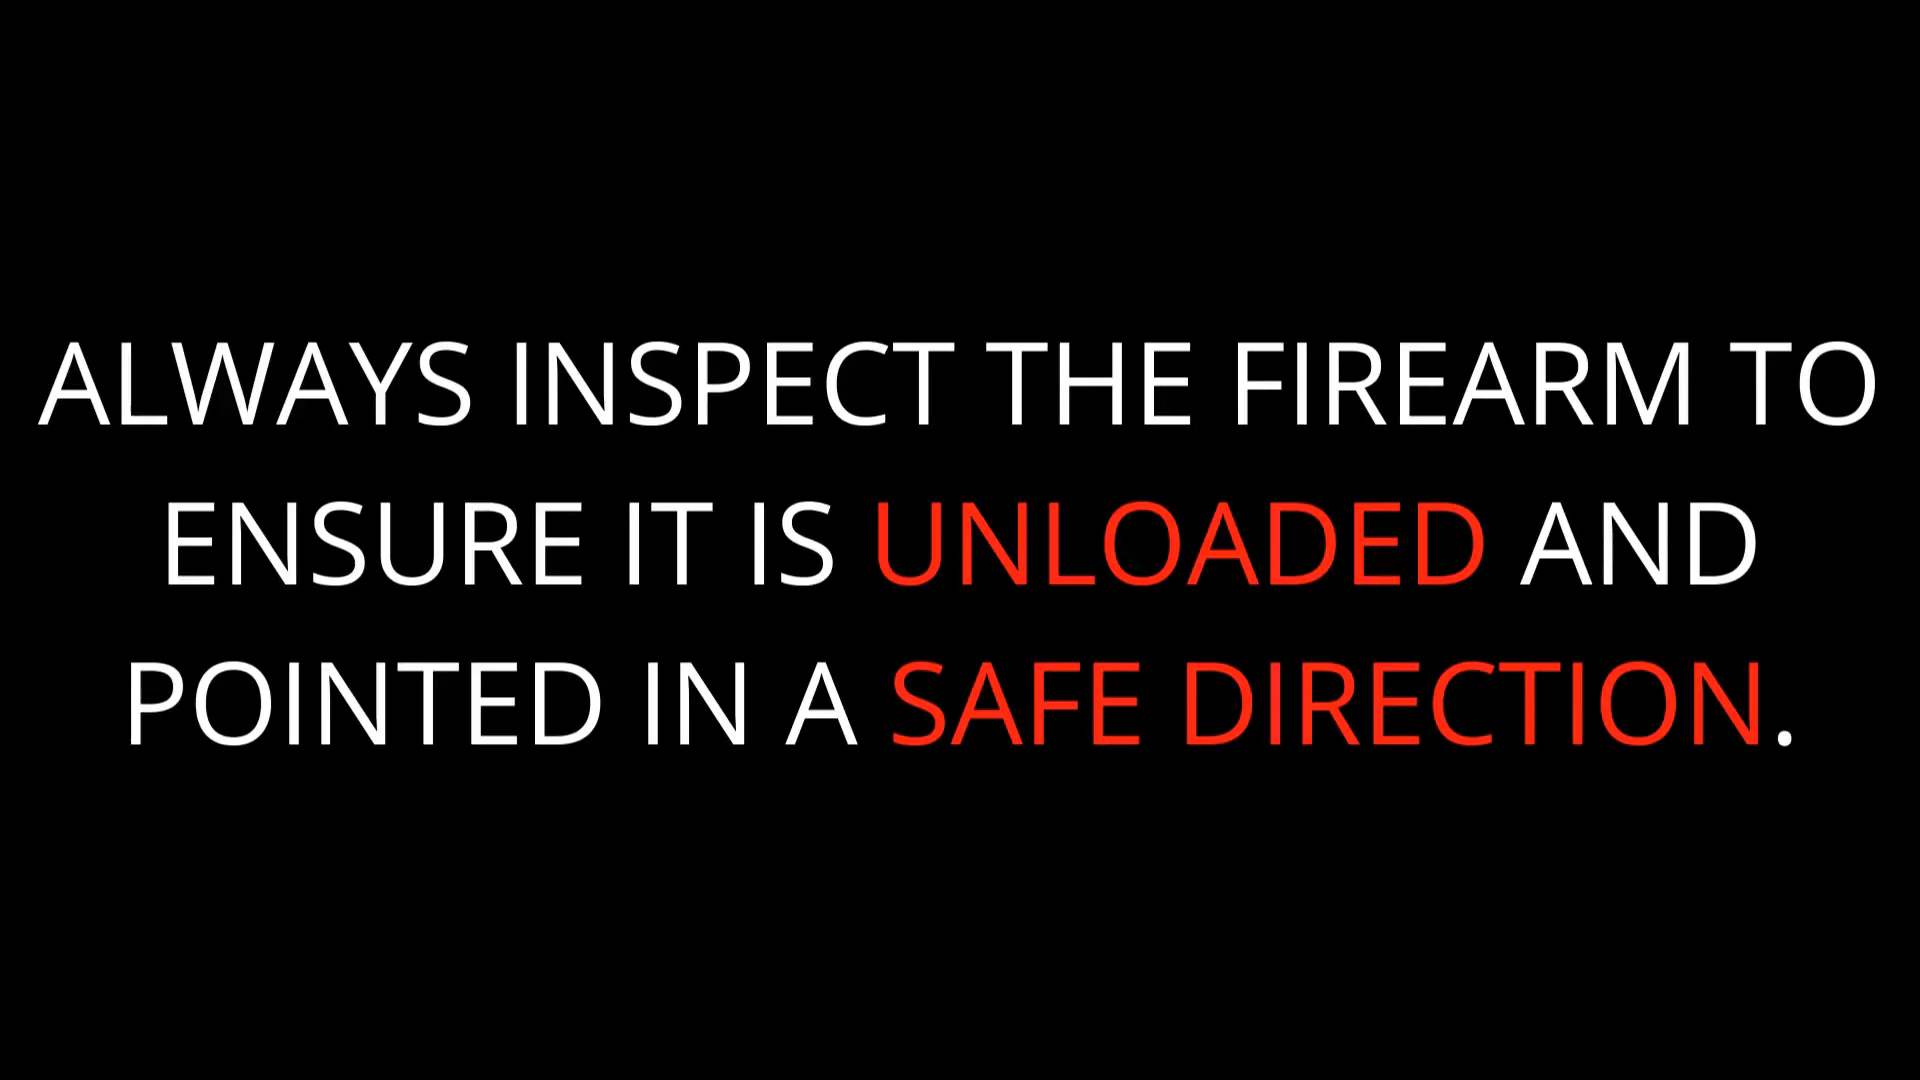 ALWAYS INSPECT THE FIREARM TO
ENSURE IT IS UNLOADED AND
POINTED IN A SAFE DIRECTION.